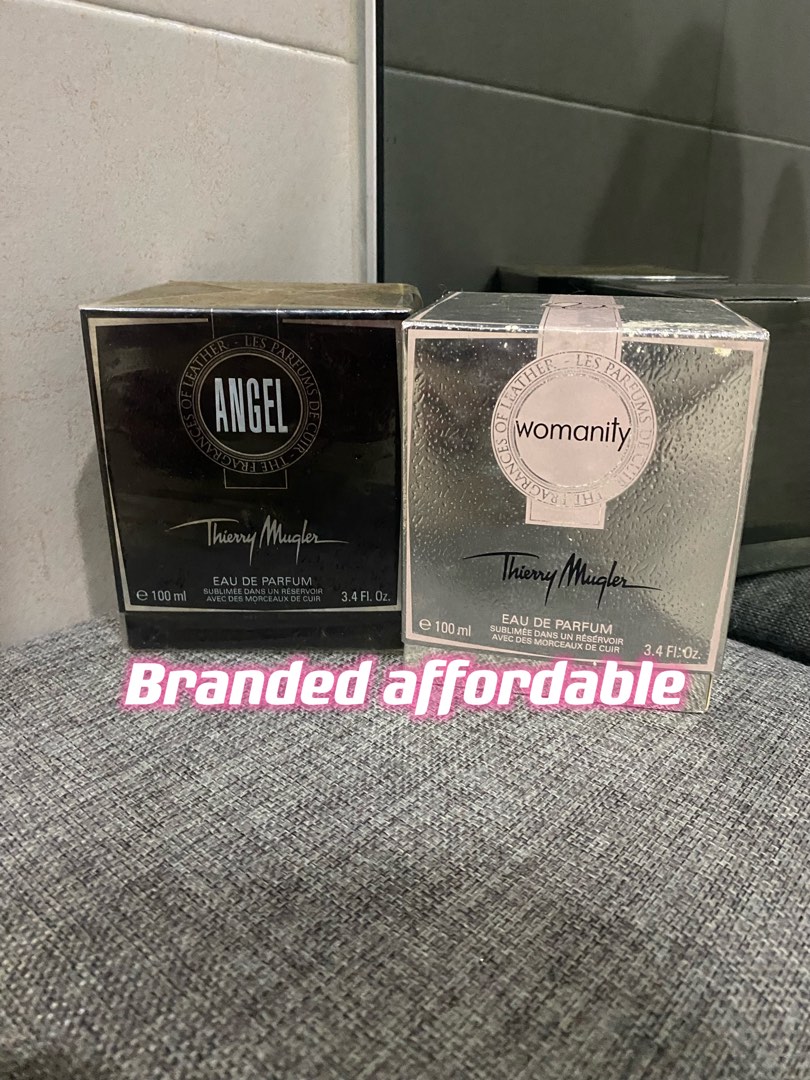 LES PARFUMS DE CUIR - THE FRAGRANCES OF LEATHER -
ANGEL
Thierry Mugler
EAU DE PARFUM
SUBLIMÉE DANS UN RÉSERVOIR
AVEC DES MORCEAUX DE CUIR
e 100 ml
3.4 Fl. Oz.
LES PARFUMS DE CUIR - THE FRAGRANCES OF LEATHER -
womanity
Thierry Mugler
EAU DE PARFUM
SUBLIMÉE DANS UN RÉSERVOIR
AVEC DES MORCEAUX DE CUIR
e 100 ml
3.4 Fl. Oz.
Branded affordable